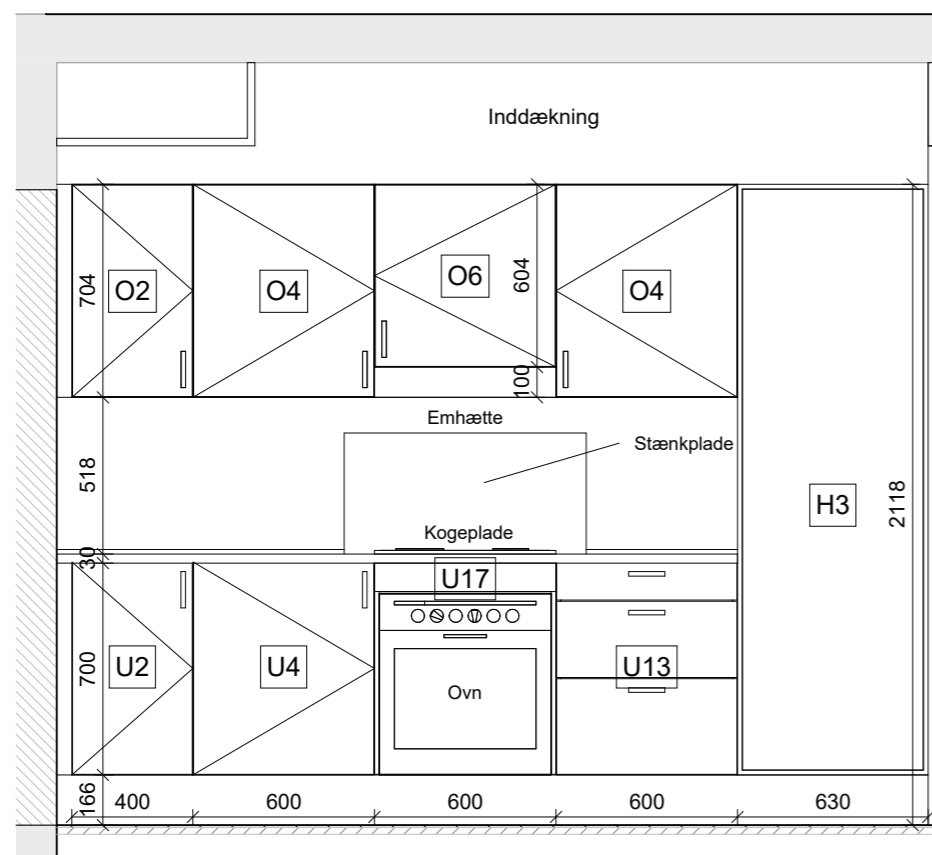 Inddækning
704
O2
O4
O6
604
O4
100
Emhætte
Stænkplade
518
H3
2118
Kogeplade
30
U17
700
U2
U4
U13
Ovn
166
400
600
600
600
630